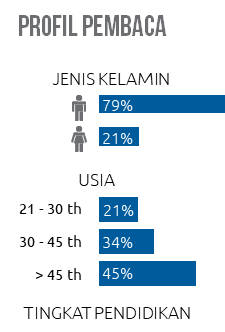 PROFIL PEMBACA
JENIS KELAMIN
79%
21%
USIA
21 - 30 th 21%
30 - 45 th 34%
> 45 th 45%
TINGKAT PENDIDIKAN